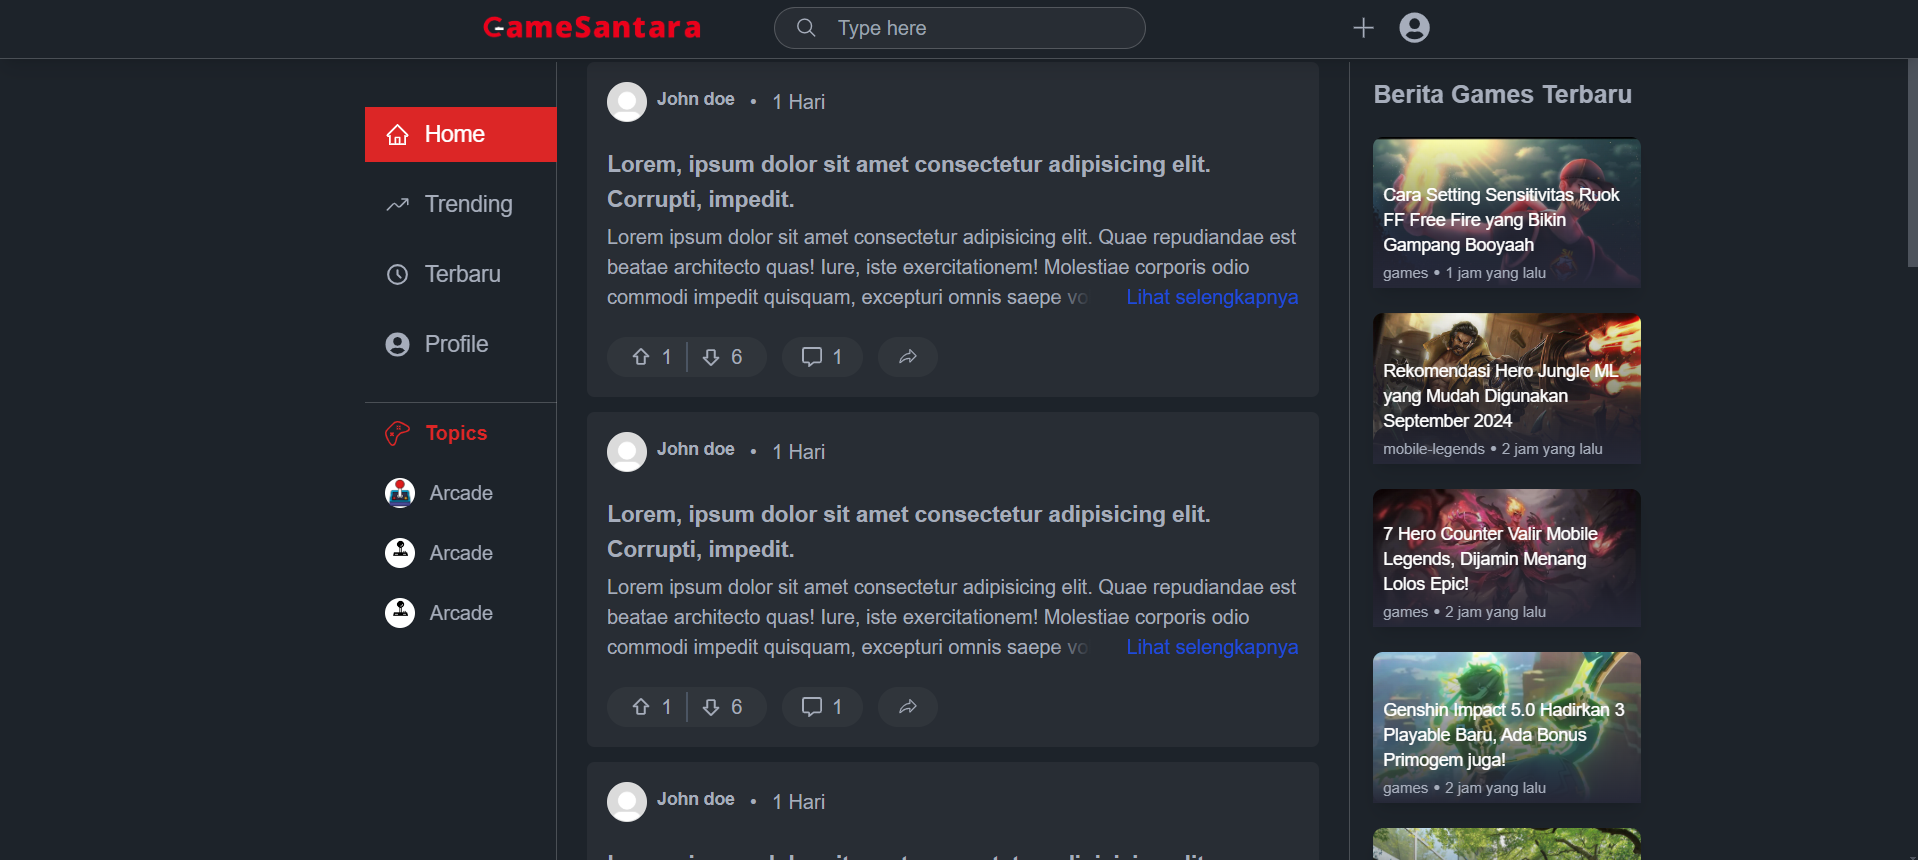 GameSantara
Type here
Home
Trending
Terbaru
Profile
Topics
Arcade
Arcade
Arcade
John doe • 1 Hari
Lorem, ipsum dolor sit amet consectetur adipisicing elit.
Corrupti, impedit.
Lorem ipsum dolor sit amet consectetur adipisicing elit. Quae repudiandae est
beatae architecto quas! Iure, iste exercitationem! Molestiae corporis odio
commodi impedit quisquam, excepturi omnis saepe vo Lihat selengkapnya
1 6 1
John doe • 1 Hari
Lorem, ipsum dolor sit amet consectetur adipisicing elit.
Corrupti, impedit.
Lorem ipsum dolor sit amet consectetur adipisicing elit. Quae repudiandae est
beatae architecto quas! Iure, iste exercitationem! Molestiae corporis odio
commodi impedit quisquam, excepturi omnis saepe vo Lihat selengkapnya
1 6 1
John doe • 1 Hari
Berita Games Terbaru
Cara Setting Sensitivitas Ruok
FF Free Fire yang Bikin
Gampang Booyaah
games • 1 jam yang lalu
Rekomendasi Hero Jungle ML
yang Mudah Digunakan
September 2024
mobile-legends • 2 jam yang lalu
7 Hero Counter Valir Mobile
Legends, Dijamin Menang
Lolos Epic!
games • 2 jam yang lalu
Genshin Impact 5.0 Hadirkan 3
Playable Baru, Ada Bonus
Primogem juga!
games • 2 jam yang lalu